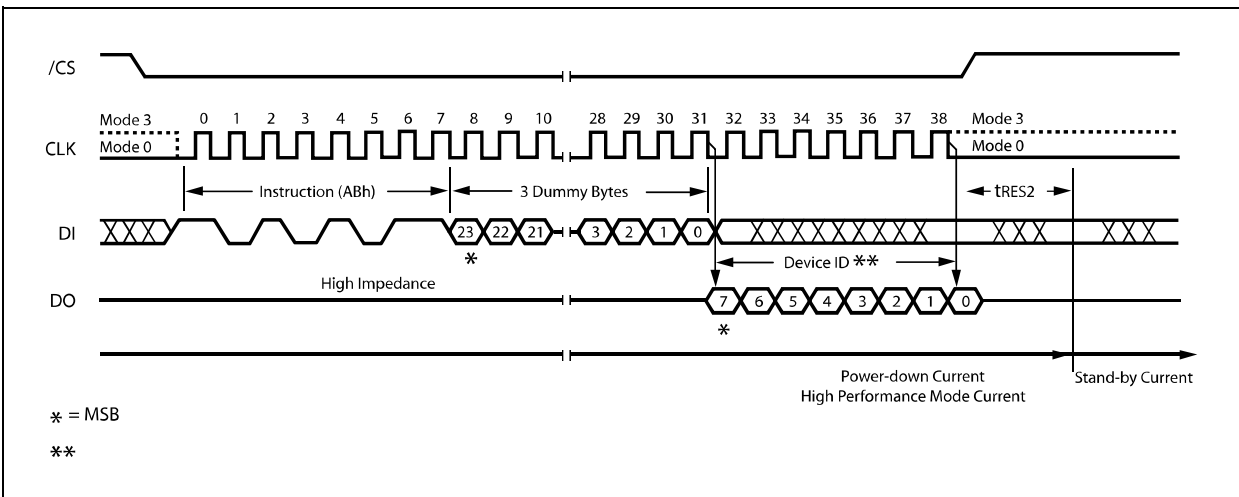 /CS
Mode 3 0 1 2 3 4 5 6 7 8 9 10 28 29 30 31 32 33 34 35 36 37 38 Mode 3
CLK Mode 0 Mode 0
Instruction (ABh) 3 Dummy Bytes tRES2
DI 23 22 21 3 2 1 0
* Device ID **
High Impedance
DO 7 6 5 4 3 2 1 0
*
Power-down Current Stand-by Current
High Performance Mode Current
* = MSB
**